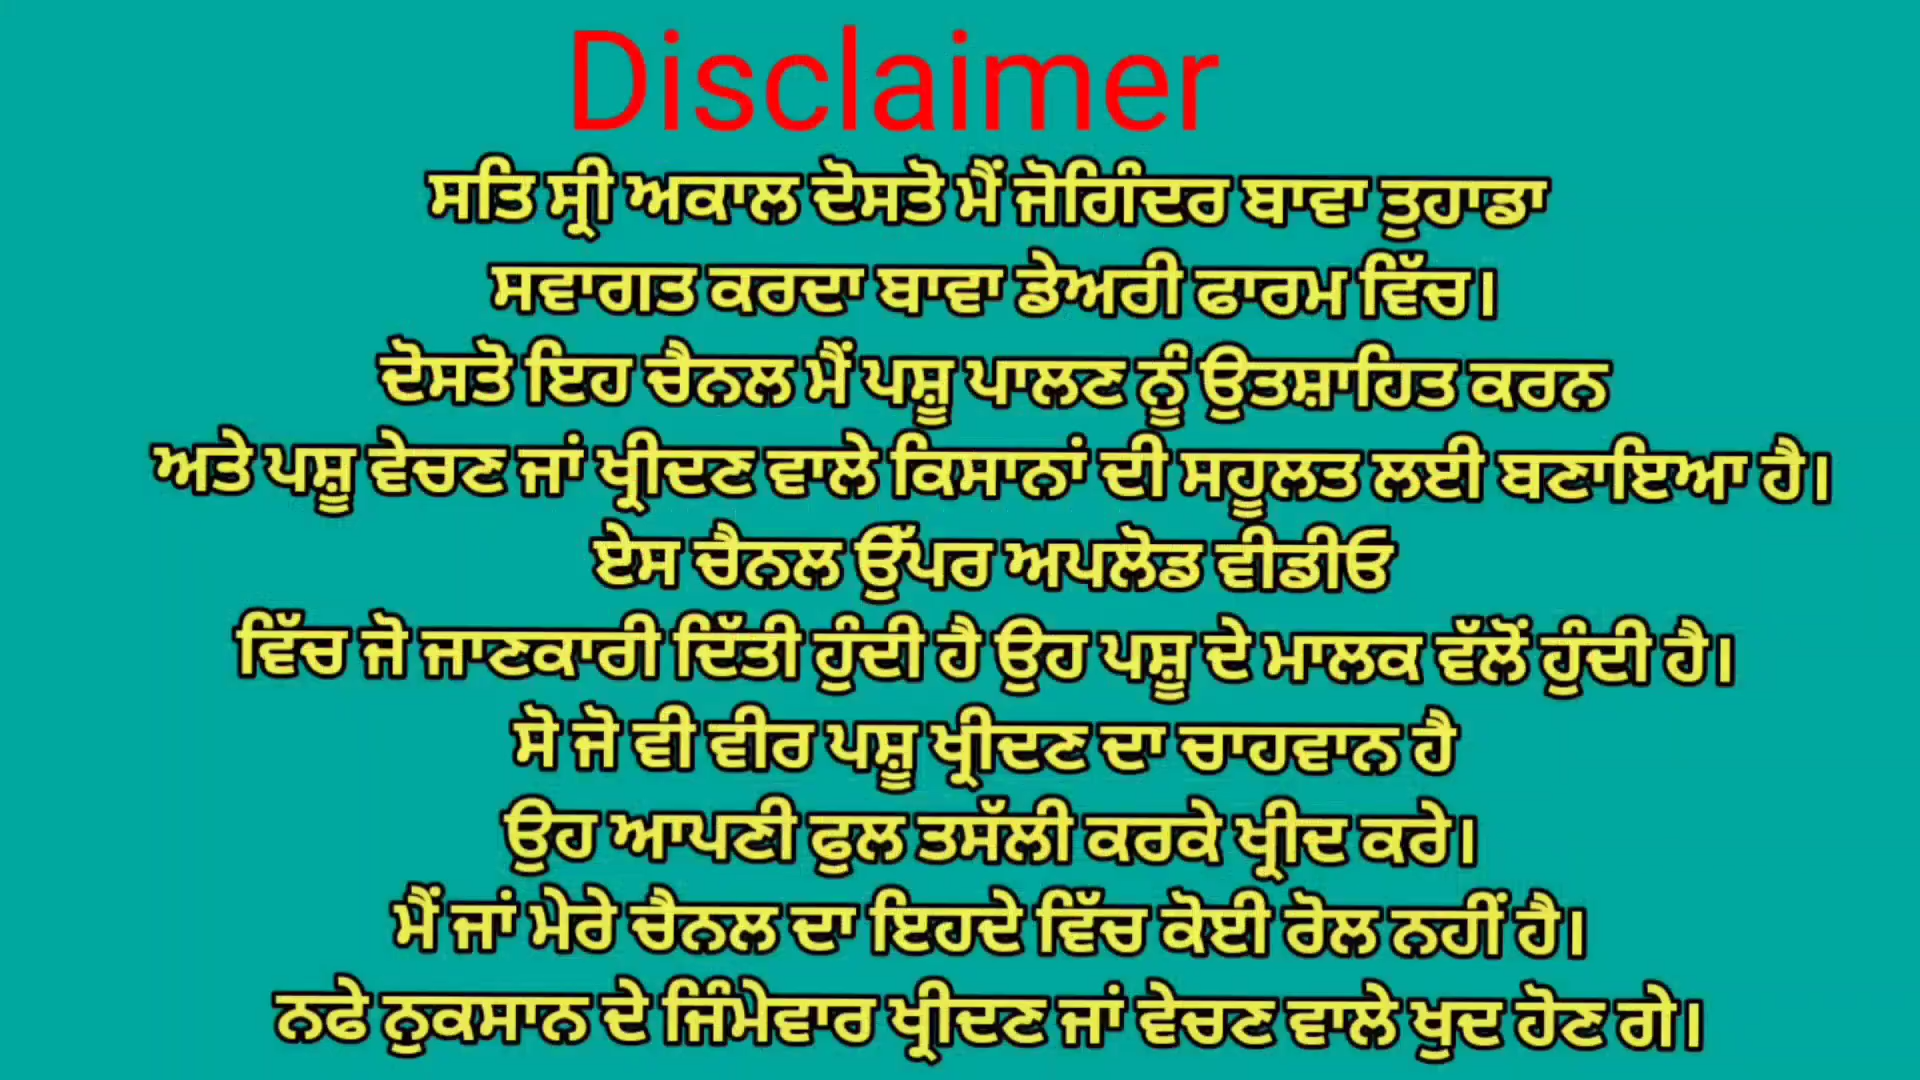 Disclaimer
ਸਤਿ ਸ੍ਰੀ ਅਕਾਲ ਦੋਸਤੋ ਮੈਂ ਜੋਗਿੰਦਰ ਬਾਵਾ ਤੁਹਾਡਾ
ਸਵਾਗਤ ਕਰਦਾ ਬਾਵਾ ਡੇਅਰੀ ਫਾਰਮ ਵਿੱਚ।
ਦੋਸਤੋ ਇਹ ਚੈਨਲ ਮੈਂ ਪਸ਼ੂ ਪਾਲਣ ਨੂੰ ਉਤਸ਼ਾਹਿਤ ਕਰਨ
ਅਤੇ ਪਸ਼ੂ ਵੇਚਣ ਜਾਂ ਖ੍ਰੀਦਣ ਵਾਲੇ ਕਿਸਾਨਾਂ ਦੀ ਸਹੂਲਤ ਲਈ ਬਣਾਇਆ ਹੈ।
ਏਸ ਚੈਨਲ ਉੱਪਰ ਅਪਲੋਡ ਵੀਡੀਓ
ਵਿੱਚ ਜੋ ਜਾਣਕਾਰੀ ਦਿੱਤੀ ਹੁੰਦੀ ਹੈ ਉਹ ਪਸ਼ੂ ਦੇ ਮਾਲਕ ਵੱਲੋਂ ਹੁੰਦੀ ਹੈ।
ਸੋ ਜੋ ਵੀ ਵੀਰ ਪਸ਼ੂ ਖ੍ਰੀਦਣ ਦਾ ਚਾਹਵਾਨ ਹੈ
ਉਹ ਆਪਣੀ ਫੁਲ ਤਸੱਲੀ ਕਰਕੇ ਖ੍ਰੀਦ ਕਰੇ।
ਮੈਂ ਜਾਂ ਮੇਰੇ ਚੈਨਲ ਦਾ ਇਹਦੇ ਵਿੱਚ ਕੋਈ ਰੋਲ ਨਹੀਂ ਹੈ।
ਨਫੇ ਨੁਕਸਾਨ ਦੇ ਜਿੰਮੇਵਾਰ ਖ੍ਰੀਦਣ ਜਾਂ ਵੇਚਣ ਵਾਲੇ ਖੁਦ ਹੋਣ ਗੇ।